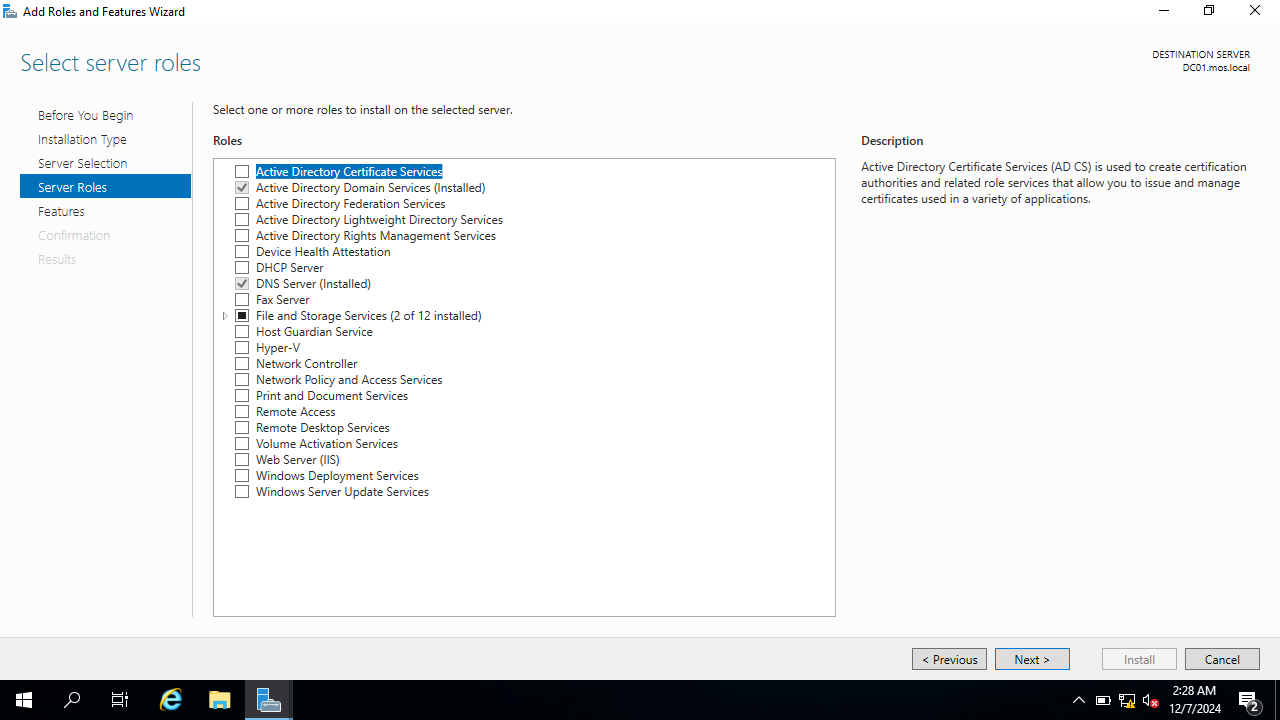 Add Roles and Features Wizard
Select server roles
DESTINATION SERVER
DC01.mos.local
Before You Begin
Installation Type
Server Selection
Server Roles
Features
Confirmation
Results
Select one or more roles to install on the selected server.
Roles
Active Directory Certificate Services
Active Directory Domain Services (Installed)
Active Directory Federation Services
Active Directory Lightweight Directory Services
Active Directory Rights Management Services
Device Health Attestation
DHCP Server
DNS Server (Installed)
Fax Server
File and Storage Services (2 of 12 installed)
Host Guardian Service
Hyper-V
Network Controller
Network Policy and Access Services
Print and Document Services
Remote Access
Remote Desktop Services
Volume Activation Services
Web Server (IIS)
Windows Deployment Services
Windows Server Update Services
Description
Active Directory Certificate Services (AD CS) is used to create certification
authorities and related role services that allow you to issue and manage
certificates used in a variety of applications.
< Previous
Next >
Install
Cancel
2:28 AM
12/7/2024
2